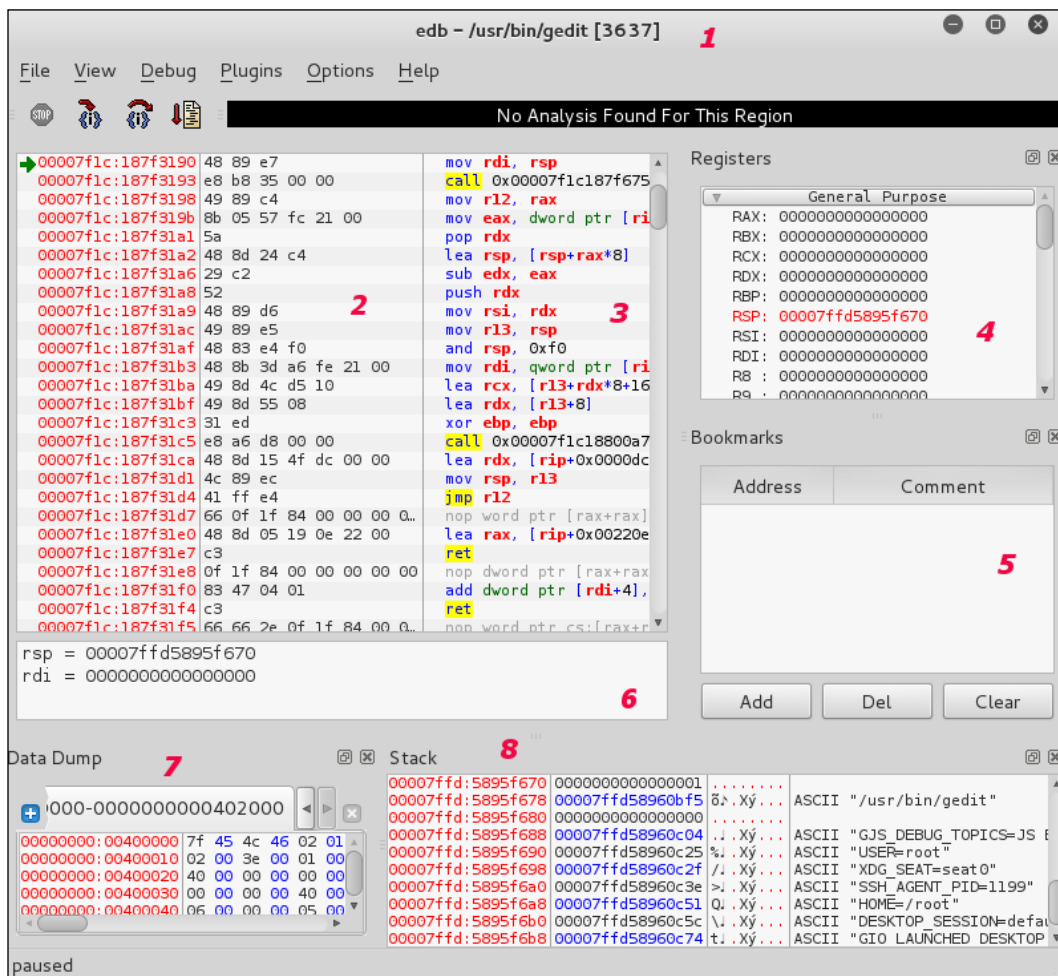 edb – /usr/bin/gedit [3637] 1
File View Debug Plugins Options Help
STOP No Analysis Found For This Region
00007f1c:187f3190 48 89 e7 mov rdi, rsp
00007f1c:187f3193 e8 b8 35 00 00 call 0x00007f1c187f675
00007f1c:187f3198 49 89 c4 mov r12, rax
00007f1c:187f319b 8b 05 57 fc 21 00 mov eax, dword ptr [ri
00007f1c:187f31a1 5a pop rdx
00007f1c:187f31a2 48 8d 24 c4 lea rsp, [rsp+rax*8]
00007f1c:187f31a6 29 c2 sub edx, eax
00007f1c:187f31a8 52 push rdx
00007f1c:187f31a9 48 89 d6 mov rsi, rdx
00007f1c:187f31ac 49 89 e5 mov r13, rsp
00007f1c:187f31af 48 83 e4 f0 and rsp, 0xf0
00007f1c:187f31b3 48 8b 3d a6 fe 21 00 mov rdi, qword ptr [ri
00007f1c:187f31ba 49 8d 4c d5 10 lea rcx, [r13+rdx*8+16
00007f1c:187f31bf 49 8d 55 08 lea rdx, [r13+8]
00007f1c:187f31c3 31 ed xor ebp, ebp
00007f1c:187f31c5 e8 a6 d8 00 00 call 0x00007f1c18800a7
00007f1c:187f31ca 48 8d 15 4f dc 00 00 lea rdx, [rip+0x0000dc
00007f1c:187f31d1 4c 89 ec mov rsp, r13
00007f1c:187f31d4 41 ff e4 jmp r12
00007f1c:187f31d7 66 0f 1f 84 00 00 00 0… nop word ptr [rax+rax]
00007f1c:187f31e0 48 8d 05 19 0e 22 00 lea rax, [rip+0x00220e
00007f1c:187f31e7 c3 ret
00007f1c:187f31e8 0f 1f 84 00 00 00 00 00 nop dword ptr [rax+rax
00007f1c:187f31f0 83 47 04 01 add dword ptr [rdi+4],
00007f1c:187f31f4 c3 ret
00007f1c:187f31f5 66 66 2e 0f 1f 84 00 0… nop word ptr cs:[rax+r
2
3
Registers
General Purpose
RAX: 0000000000000000
RBX: 0000000000000000
RCX: 0000000000000000
RDX: 0000000000000000
RBP: 0000000000000000
RSP: 00007ffd5895f670
RSI: 0000000000000000
RDI: 0000000000000000
R8 : 0000000000000000
R9 : 0000000000000000
4
Bookmarks
Address Comment
5
Add Del Clear
rsp = 00007ffd5895f670
rdi = 0000000000000000
6
Data Dump 7
0000-0000000000402000
00000000:00400000 7f 45 4c 46 02 01
00000000:00400010 02 00 3e 00 01 00
00000000:00400020 40 00 00 00 00 00
00000000:00400030 00 00 00 00 40 00
00000000:00400040 06 00 00 00 05 00
Stack 8
00007ffd:5895f670 0000000000000001 ........
00007ffd:5895f678 00007ffd58960bf5 ASCII "/usr/bin/gedit"
00007ffd:5895f680 0000000000000000 ........
00007ffd:5895f688 00007ffd58960c04 ASCII "GJS_DEBUG_TOPICS=JS E
00007ffd:5895f690 00007ffd58960c25 ASCII "USER=root"
00007ffd:5895f698 00007ffd58960c2f ASCII "XDG_SEAT=seat0"
00007ffd:5895f6a0 00007ffd58960c3e ASCII "SSH_AGENT_PID=1199"
00007ffd:5895f6a8 00007ffd58960c51 ASCII "HOME=/root"
00007ffd:5895f6b0 00007ffd58960c5c ASCII "DESKTOP_SESSION=defau
00007ffd:5895f6b8 00007ffd58960c74 ASCII "GIO_LAUNCHED_DESKTOP
paused